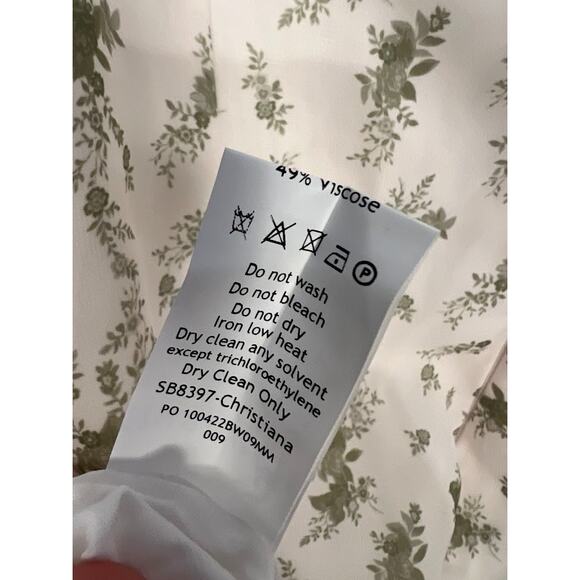 49% Viscose
P
Do not wash
Do not bleach
Do not dry
Iron low heat
Dry clean any solvent
except trichloroethylene
Dry Clean Only
SB8397-Christiana
PO 100422BW09MM
009